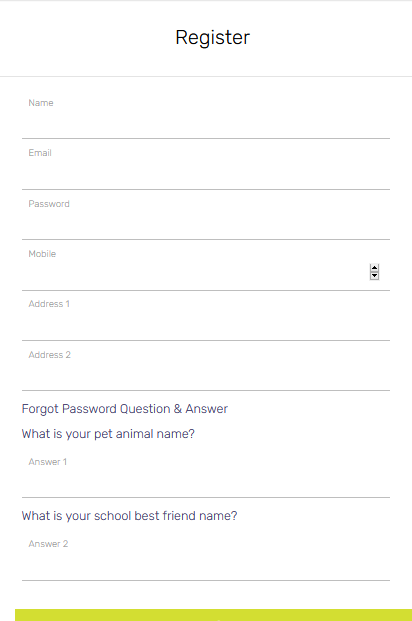 Register
Name
Email
Password
Mobile
Address 1
Address 2
Forgot Password Question & Answer
What is your pet animal name?
Answer 1
What is your school best friend name?
Answer 2